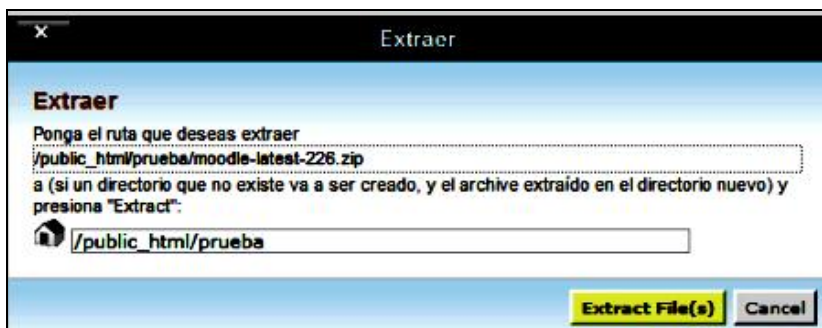 Extraer
Extraer
Ponga el ruta que deseas extraer
/public_html/prueba/moodle-latest-226.zip
a (si un directorio que no existe va a ser creado, y el archive extraído en el directorio nuevo) y
presiona "Extract":
/public_html/prueba
Extract File(s) Cancel